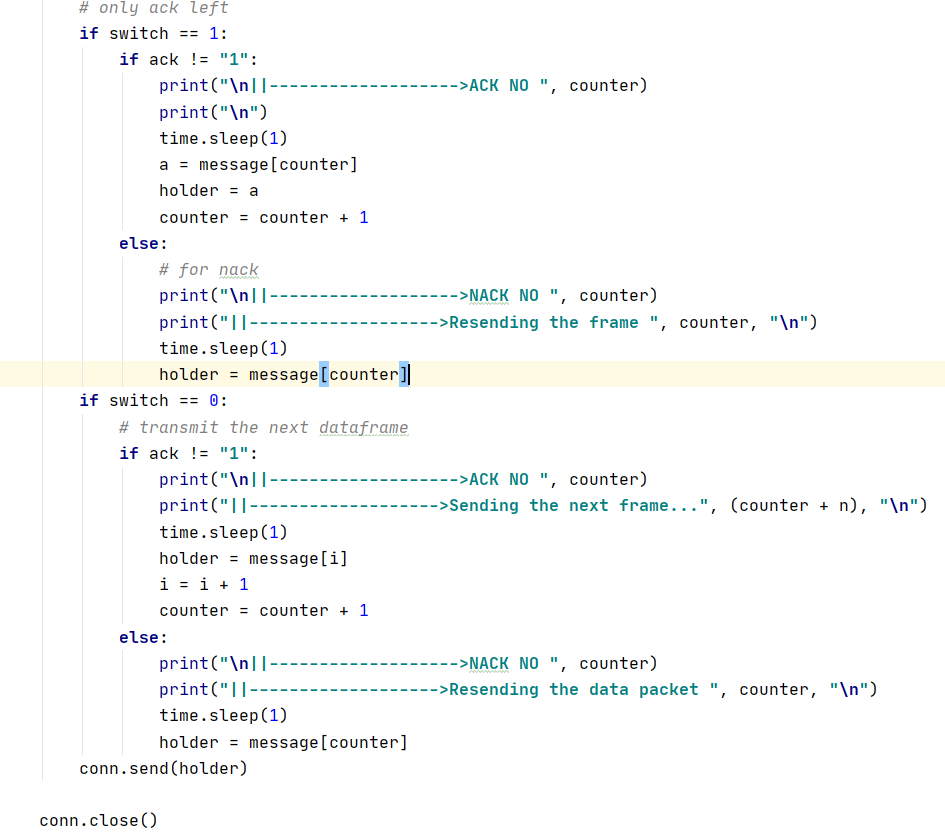 # only ack left
if switch == 1:
if ack != "1":
print("\n||------------------->ACK NO ", counter)
print("\n")
time.sleep(1)
a = message[counter]
holder = a
counter = counter + 1
else:
# for nack
print("\n||------------------->NACK NO ", counter)
print("||------------------->Resending the frame ", counter, "\n")
time.sleep(1)
holder = message[counter]
if switch == 0:
# transmit the next dataframe
if ack != "1":
print("\n||------------------->ACK NO ", counter)
print("||------------------->Sending the next frame...", (counter + n), "\n")
time.sleep(1)
holder = message[i]
i = i + 1
counter = counter + 1
else:
print("\n||------------------->NACK NO ", counter)
print("||------------------->Resending the data packet ", counter, "\n")
time.sleep(1)
holder = message[counter]
conn.send(holder)
conn.close()